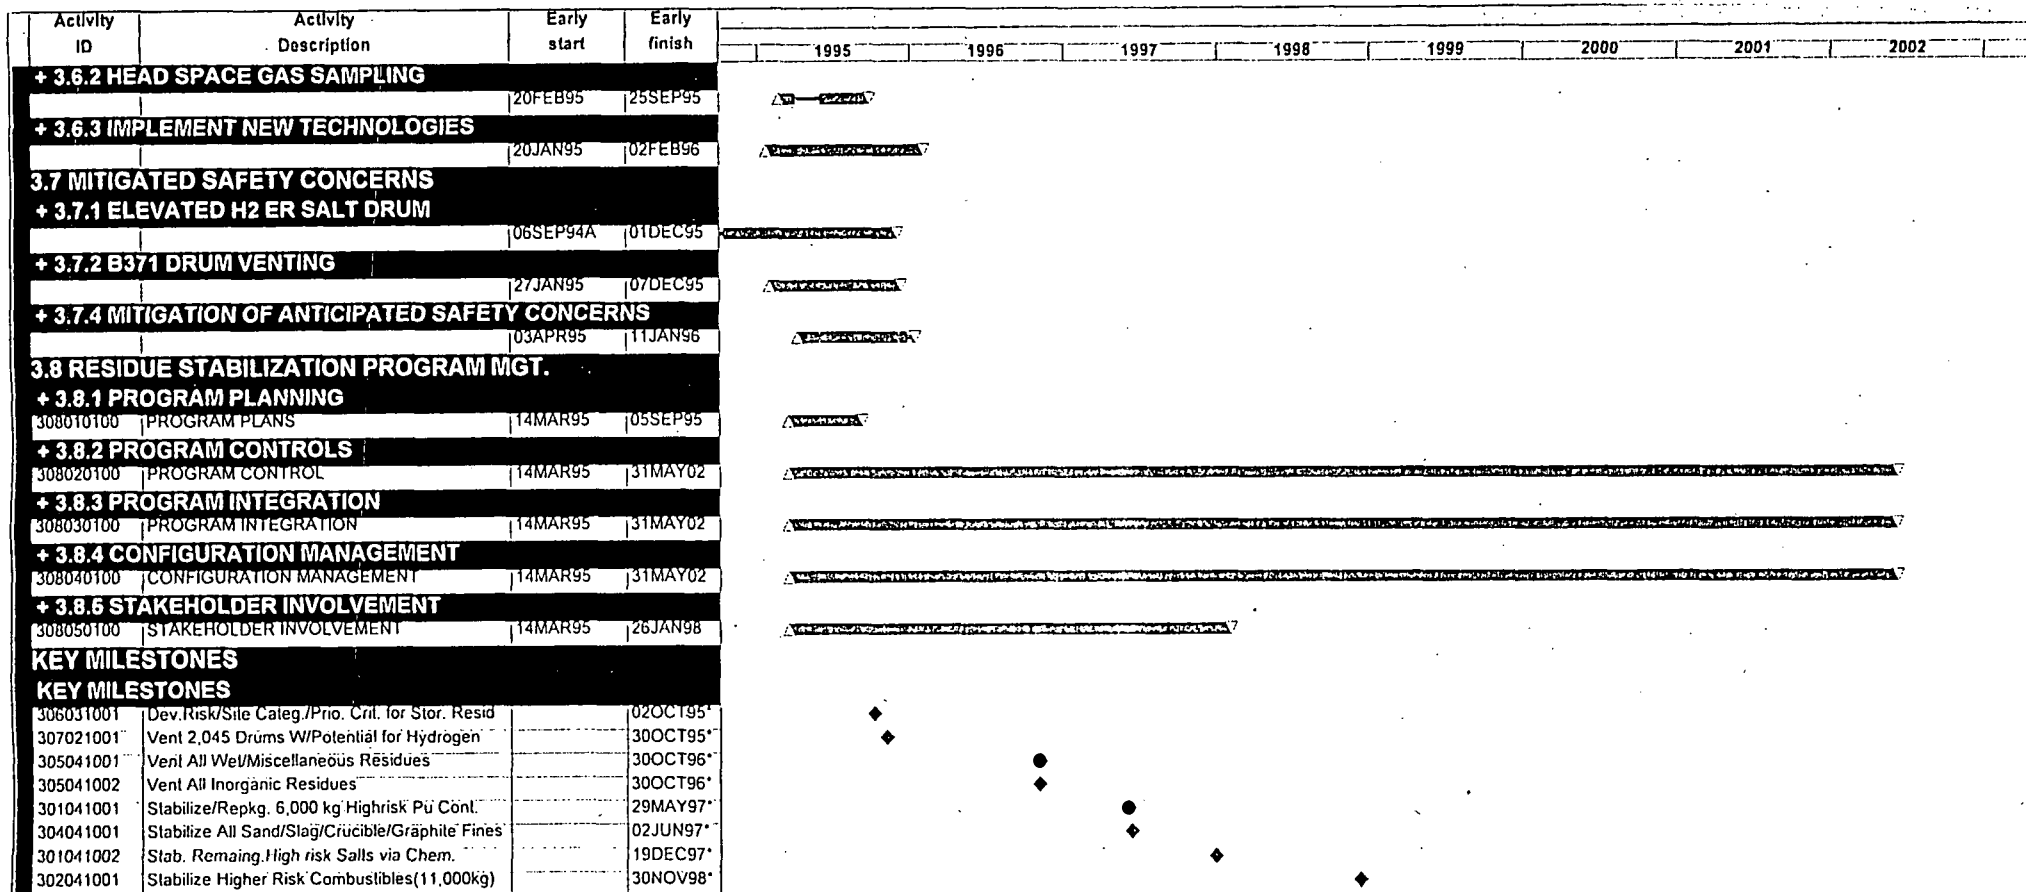 Activity Activity Early Early
ID Description start finish 1995 1996 1997 1998 1999 2000 2001 2002
+ 3.6.2 HEAD SPACE GAS SAMPLING
20FEB95 25SEP95
+ 3.6.3 IMPLEMENT NEW TECHNOLOGIES
20JAN95 02FEB96
3.7 MITIGATED SAFETY CONCERNS
+ 3.7.1 ELEVATED H2 ER SALT DRUM
06SEP94A 01DEC95
+ 3.7.2 B371 DRUM VENTING
27JAN95 07DEC95
+ 3.7.4 MITIGATION OF ANTICIPATED SAFETY CONCERNS
03APR95 11JAN96
3.8 RESIDUE STABILIZATION PROGRAM MGT.
+ 3.8.1 PROGRAM PLANNING
308010100 PROGRAM PLANS 14MAR95 05SEP95
+ 3.8.2 PROGRAM CONTROLS
308020100 PROGRAM CONTROL 14MAR95 31MAY02
+ 3.8.3 PROGRAM INTEGRATION
308030100 PROGRAM INTEGRATION 14MAR95 31MAY02
+ 3.8.4 CONFIGURATION MANAGEMENT
308040100 CONFIGURATION MANAGEMENT 14MAR95 31MAY02
+ 3.8.5 STAKEHOLDER INVOLVEMENT
308050100 STAKEHOLDER INVOLVEMENT 14MAR95 26JAN98
KEY MILESTONES
KEY MILESTONES
306031001 Dev.Risk/Site Categ./Prio. Crit. for Stor. Resid 02OCT95*
307021001 Vent 2,045 Drums W/Potential for Hydrogen 30OCT95*
305041001 Vent All Wet/Miscellaneous Residues 30OCT96*
305041002 Vent All Inorganic Residues 30OCT96*
301041001 Stabilize/Repkg. 6,000 kg Highrisk Pu Cont. 29MAY97*
304041001 Stabilize All Sand/Slag/Crucible/Graphite Fines 02JUN97*
301041002 Stab. Remaing.High risk Salts via Chem. 19DEC97*
302041001 Stabilize Higher Risk Combustibles(11,000kg) 30NOV98*